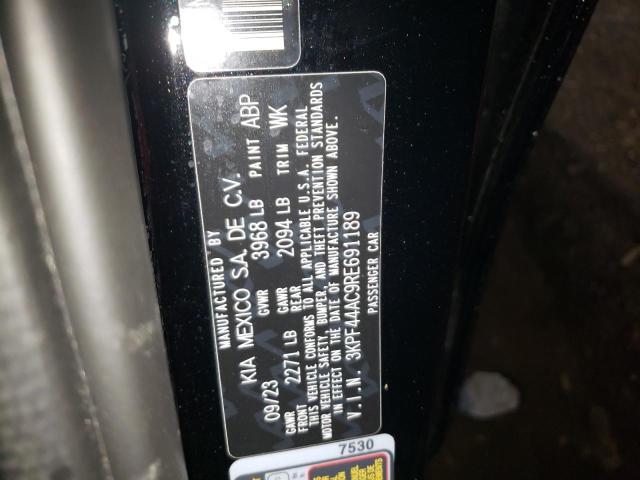 MANUFACTURED BY
KIA MEXICO S.A. DE C.V.
09/23 GVWR 3968 LB PAINT ABP
GAWR FRONT 2271 LB GAWR REAR 2094 LB TRIM WK
THIS VEHICLE CONFORMS TO ALL APPLICABLE U.S.A. FEDERAL
MOTOR VEHICLE SAFETY, BUMPER, AND THEFT PREVENTION STANDARDS
IN EFFECT ON THE DATE OF MANUFACTURE SHOWN ABOVE.
V.I.N. 3KPF44AC9RE691189
PASSENGER CAR
7530